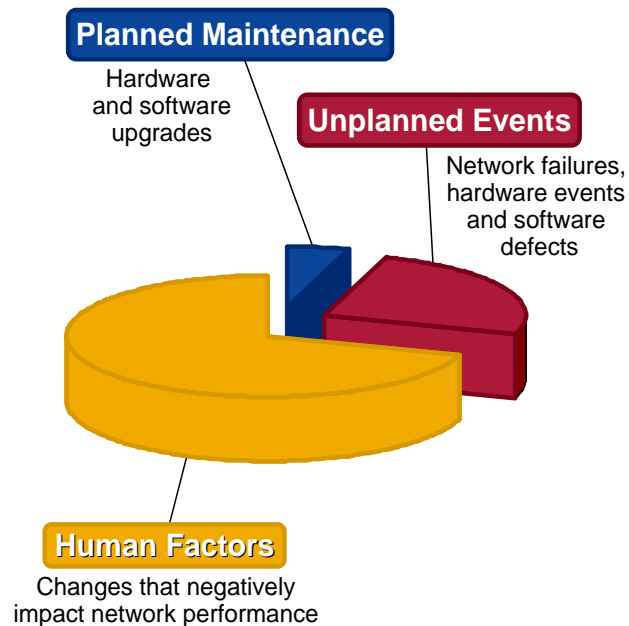 Planned Maintenance
Hardware
and software
upgrades
Unplanned Events
Network failures,
hardware events
and software
defects
Human Factors
Changes that negatively
impact network performance